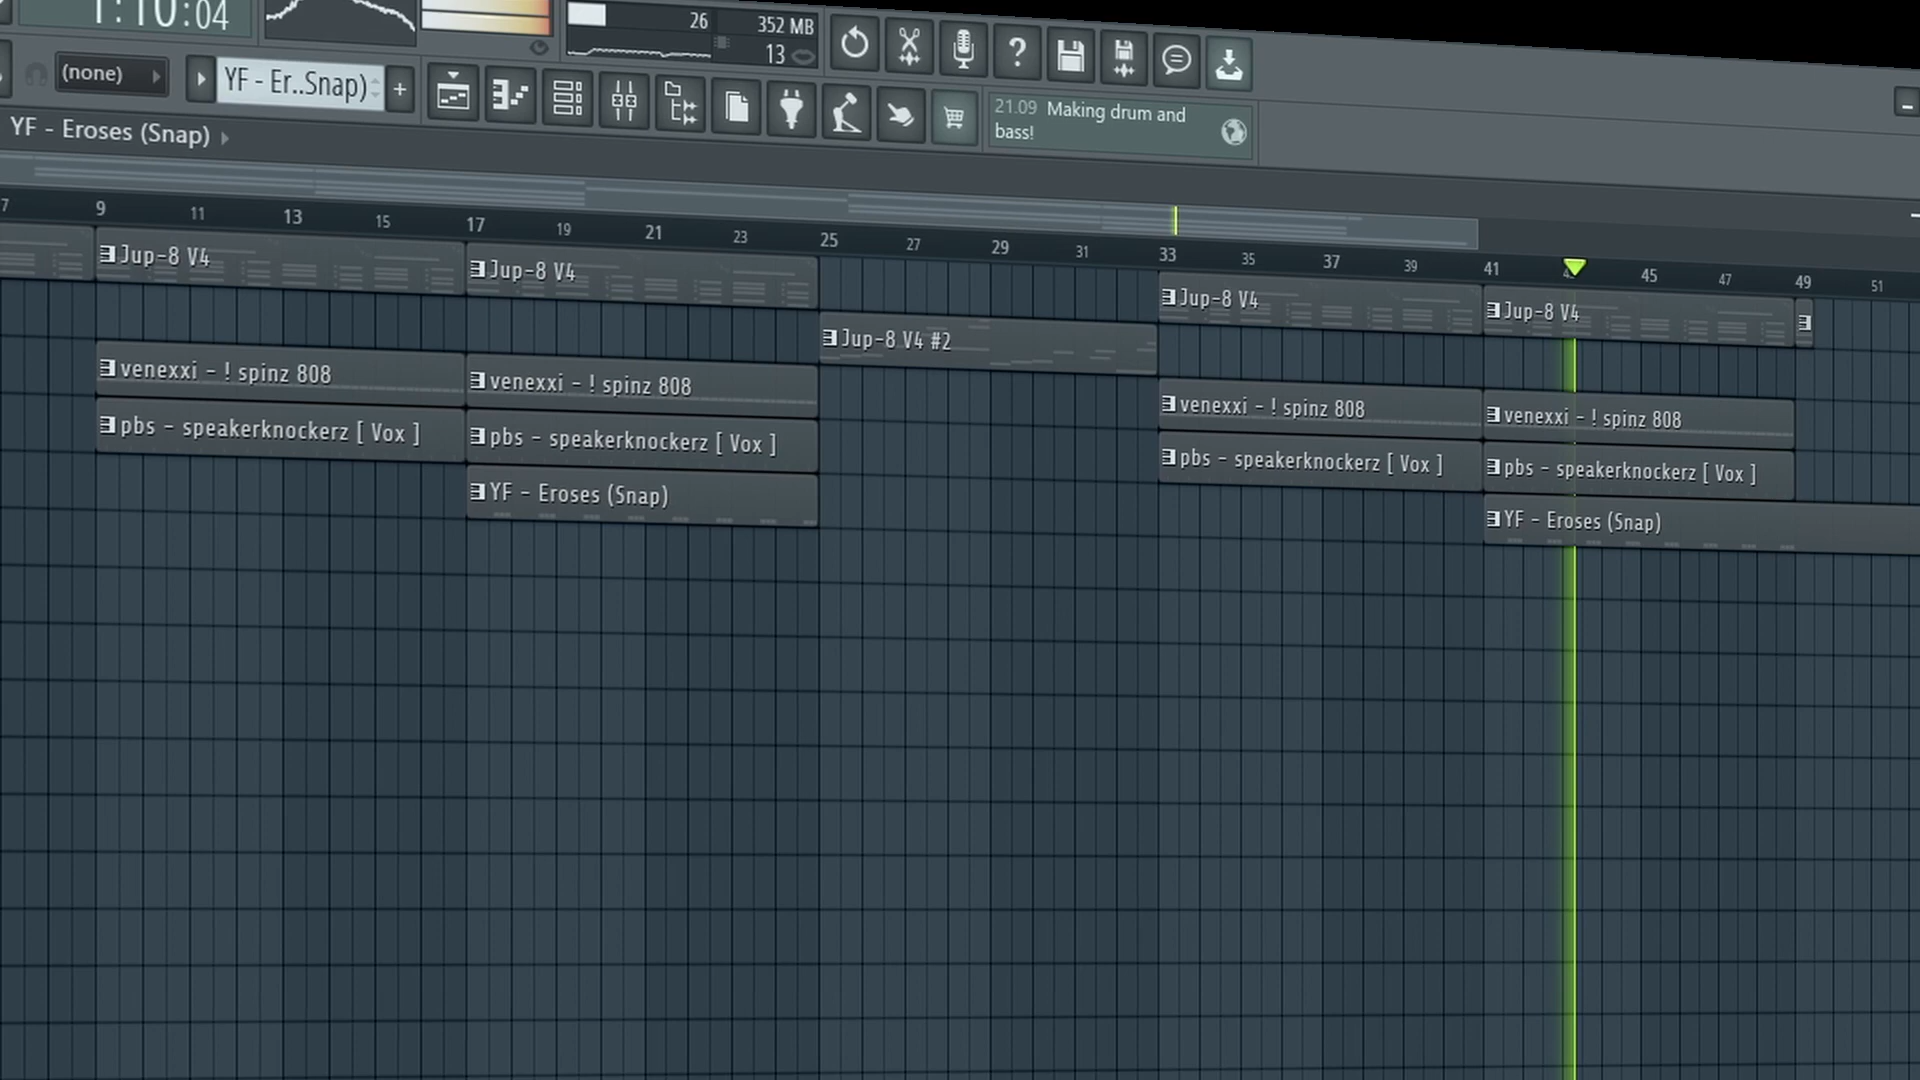 1:10:04
26
352 MB
13
(none)
YF - Er..Snap)
+
?
21.09 Making drum and
bass!
YF - Eroses (Snap)
7 9 11 13 15 17 19 21 23 25 27 29 31 33 35 37 39 41 45 47 49 51
Jup-8 V4
Jup-8 V4
Jup-8 V4
Jup-8 V4
Jup-8 V4 #2
venexxi - ! spinz 808
venexxi - ! spinz 808
venexxi - ! spinz 808
venexxi - ! spinz 808
pbs - speakerknockerz [ Vox ]
pbs - speakerknockerz [ Vox ]
pbs - speakerknockerz [ Vox ]
pbs - speakerknockerz [ Vox ]
YF - Eroses (Snap)
YF - Eroses (Snap)